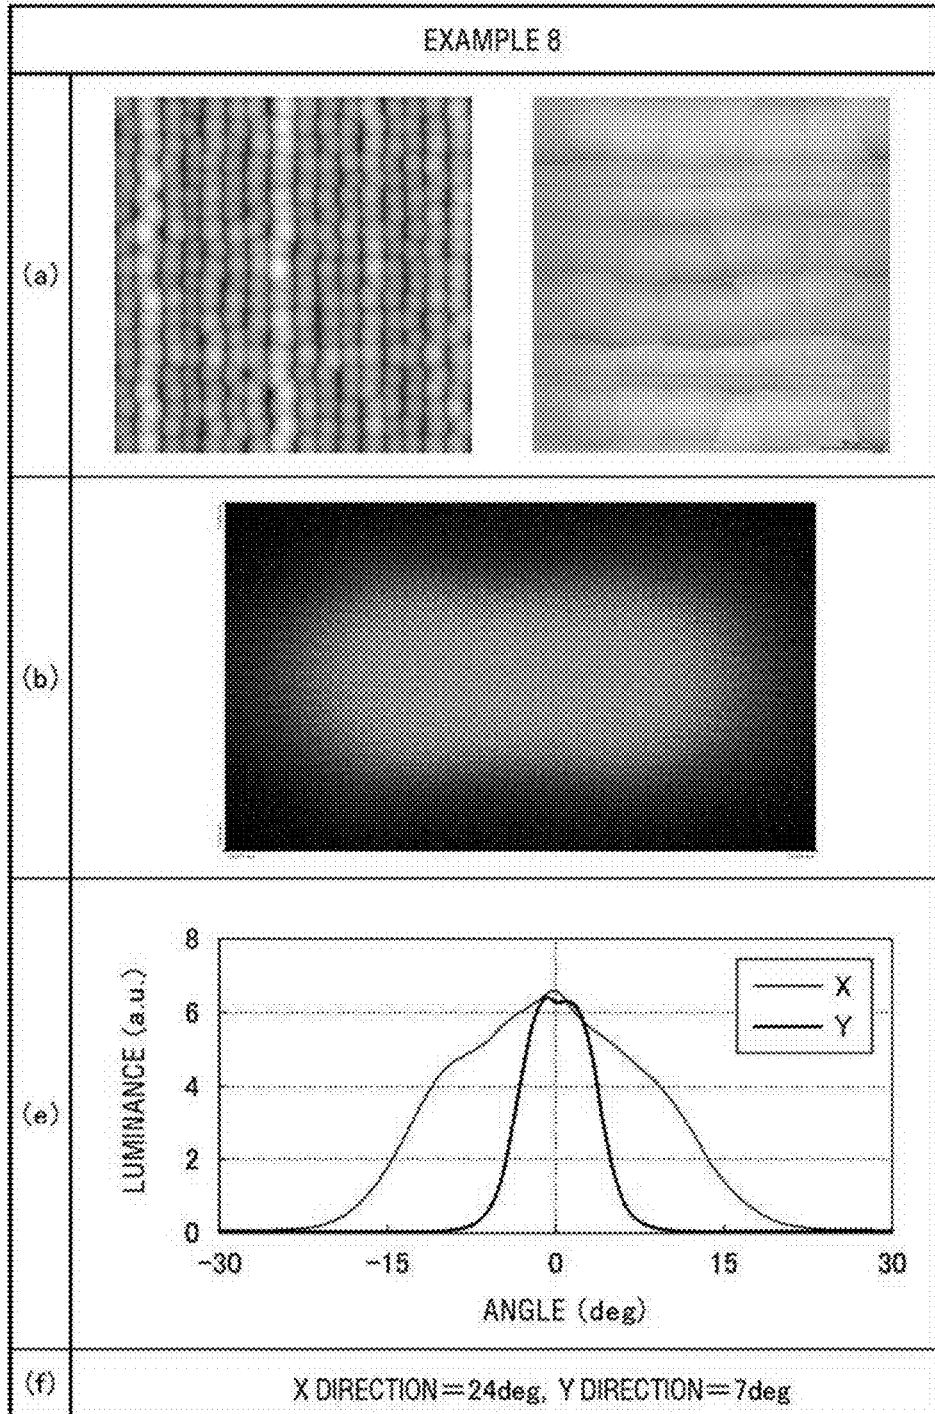 EXAMPLE 8
(a)
(b)
(e)
8
6
4
2
0
LUMINANCE (a.u.)
X
Y
-30
-15
0
15
30
ANGLE (deg)
(f)
X DIRECTION＝24deg, Y DIRECTION＝7deg